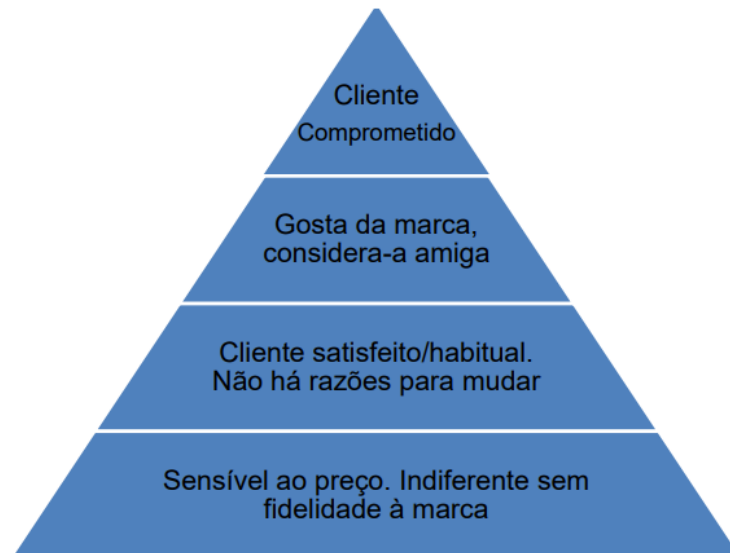 Cliente
Comprometido
Gosta da marca,
considera-a amiga
Cliente satisfeito/habitual.
Não há razões para mudar
Sensível ao preço. Indiferente sem
fidelidade à marca